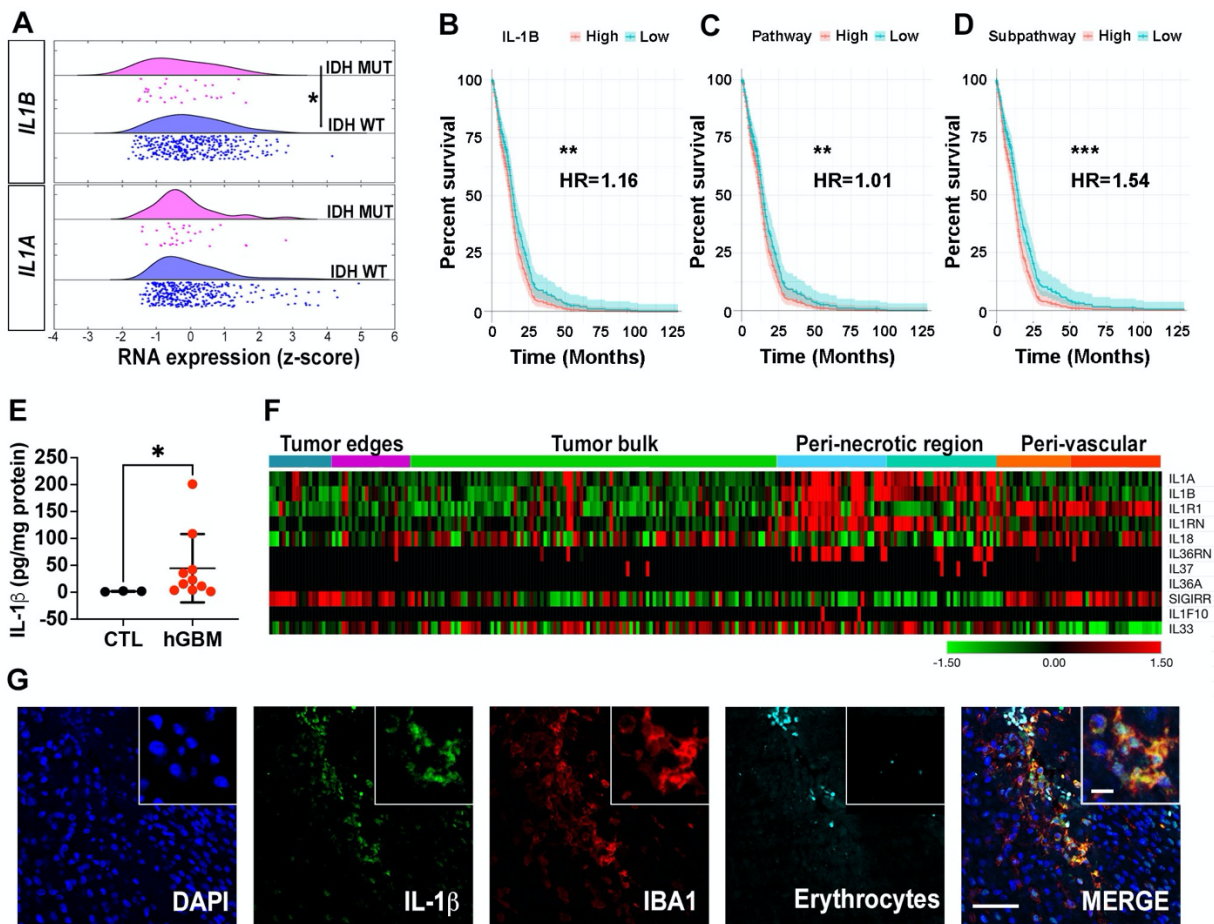 A
IL1B
IDH MUT
*
IDH WT
IL1A
IDH MUT
IDH WT
-4 -3 -2 -1 0 1 2 3 4 5 6
RNA expression (z-score)
B
IL-1B High Low
Percent survival
100
75
50
25
0
**
HR=1.16
0 25 50 75 100 125
Time (Months)
C
Pathway High Low
Percent survival
100
75
50
25
0
**
HR=1.01
0 25 50 75 100 125
Time (Months)
D
Subpathway High Low
Percent survival
100
75
50
25
0
***
HR=1.54
0 25 50 75 100 125
Time (Months)
E
IL-1β (pg/mg protein)
250
200
150
100
50
0
-50
*
CTL hGBM
F
Tumor edges Tumor bulk Peri-necrotic region Peri-vascular
IL1A
IL1B
IL1R1
IL1RN
IL18
IL36RN
IL37
IL36A
SIGIRR
IL1F10
IL33
-1.50 0.00 1.50
G
DAPI IL-1β IBA1 Erythrocytes MERGE